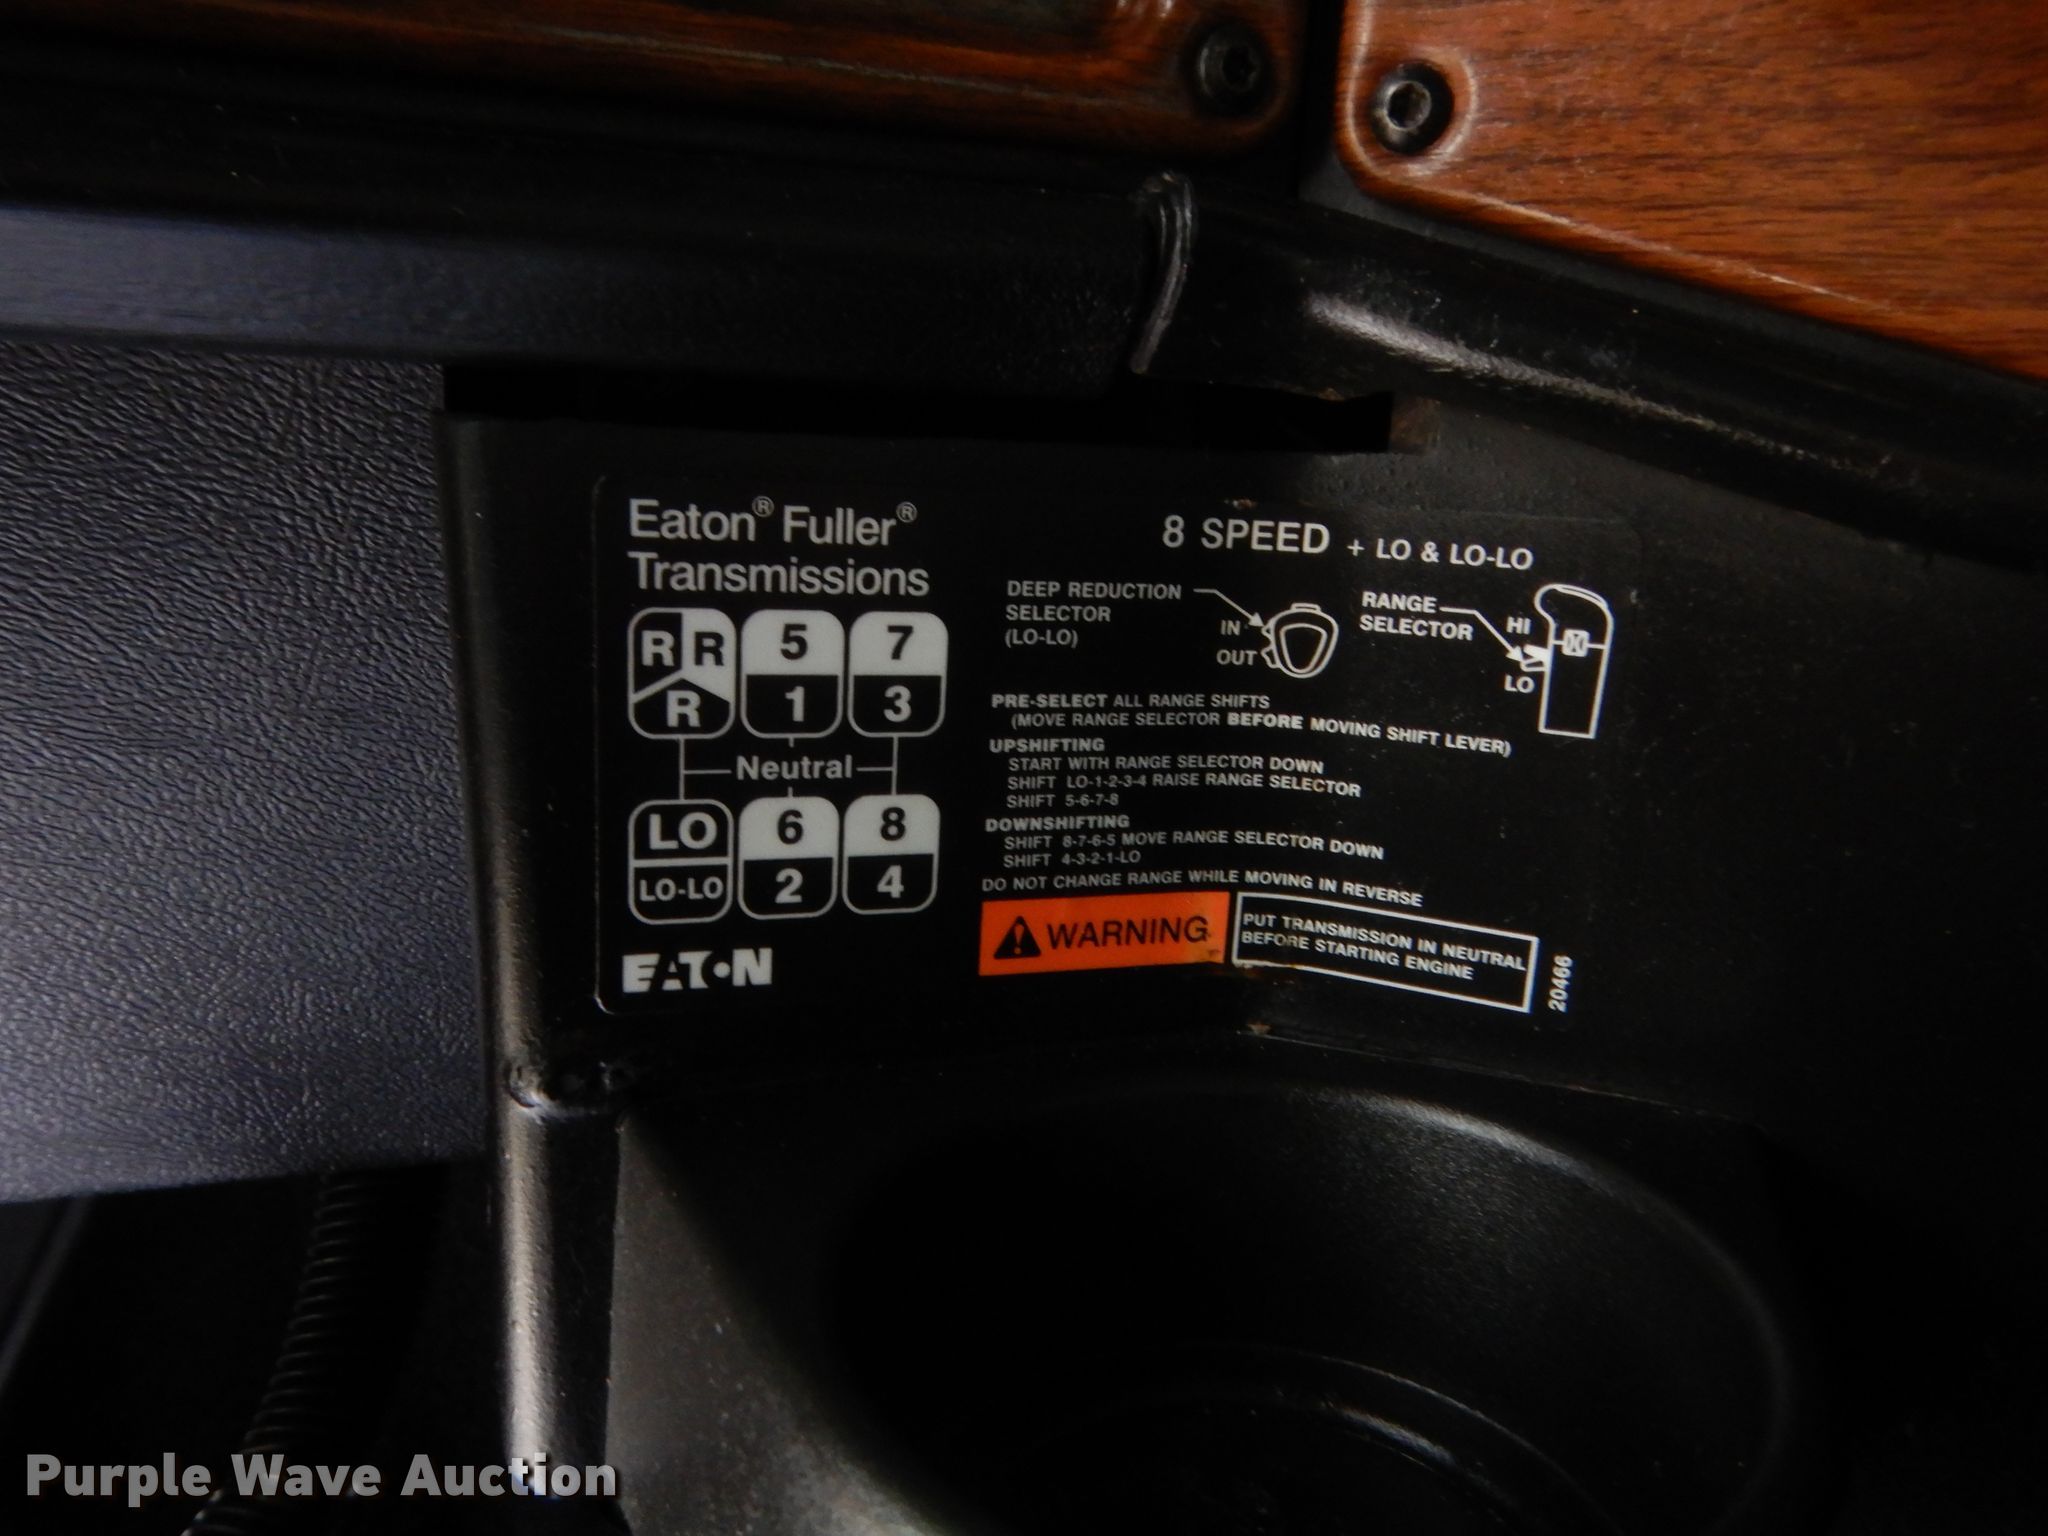 Eaton® Fuller®
Transmissions
R R
R
5
1
7
3
Neutral
LO
LO-LO
6
2
8
4
EATON
8 SPEED + LO & LO-LO
DEEP REDUCTION
SELECTOR
(LO-LO)
IN
OUT
RANGE
SELECTOR
HI
LO
PRE-SELECT ALL RANGE SHIFTS
(MOVE RANGE SELECTOR BEFORE MOVING SHIFT LEVER)
UPSHIFTING
START WITH RANGE SELECTOR DOWN
SHIFT LO-1-2-3-4 RAISE RANGE SELECTOR
SHIFT 5-6-7-8
DOWNSHIFTING
SHIFT 8-7-6-5 MOVE RANGE SELECTOR DOWN
SHIFT 4-3-2-1-LO
DO NOT CHANGE RANGE WHILE MOVING IN REVERSE
WARNING
PUT TRANSMISSION IN NEUTRAL
BEFORE STARTING ENGINE
20466
Purple Wave Auction